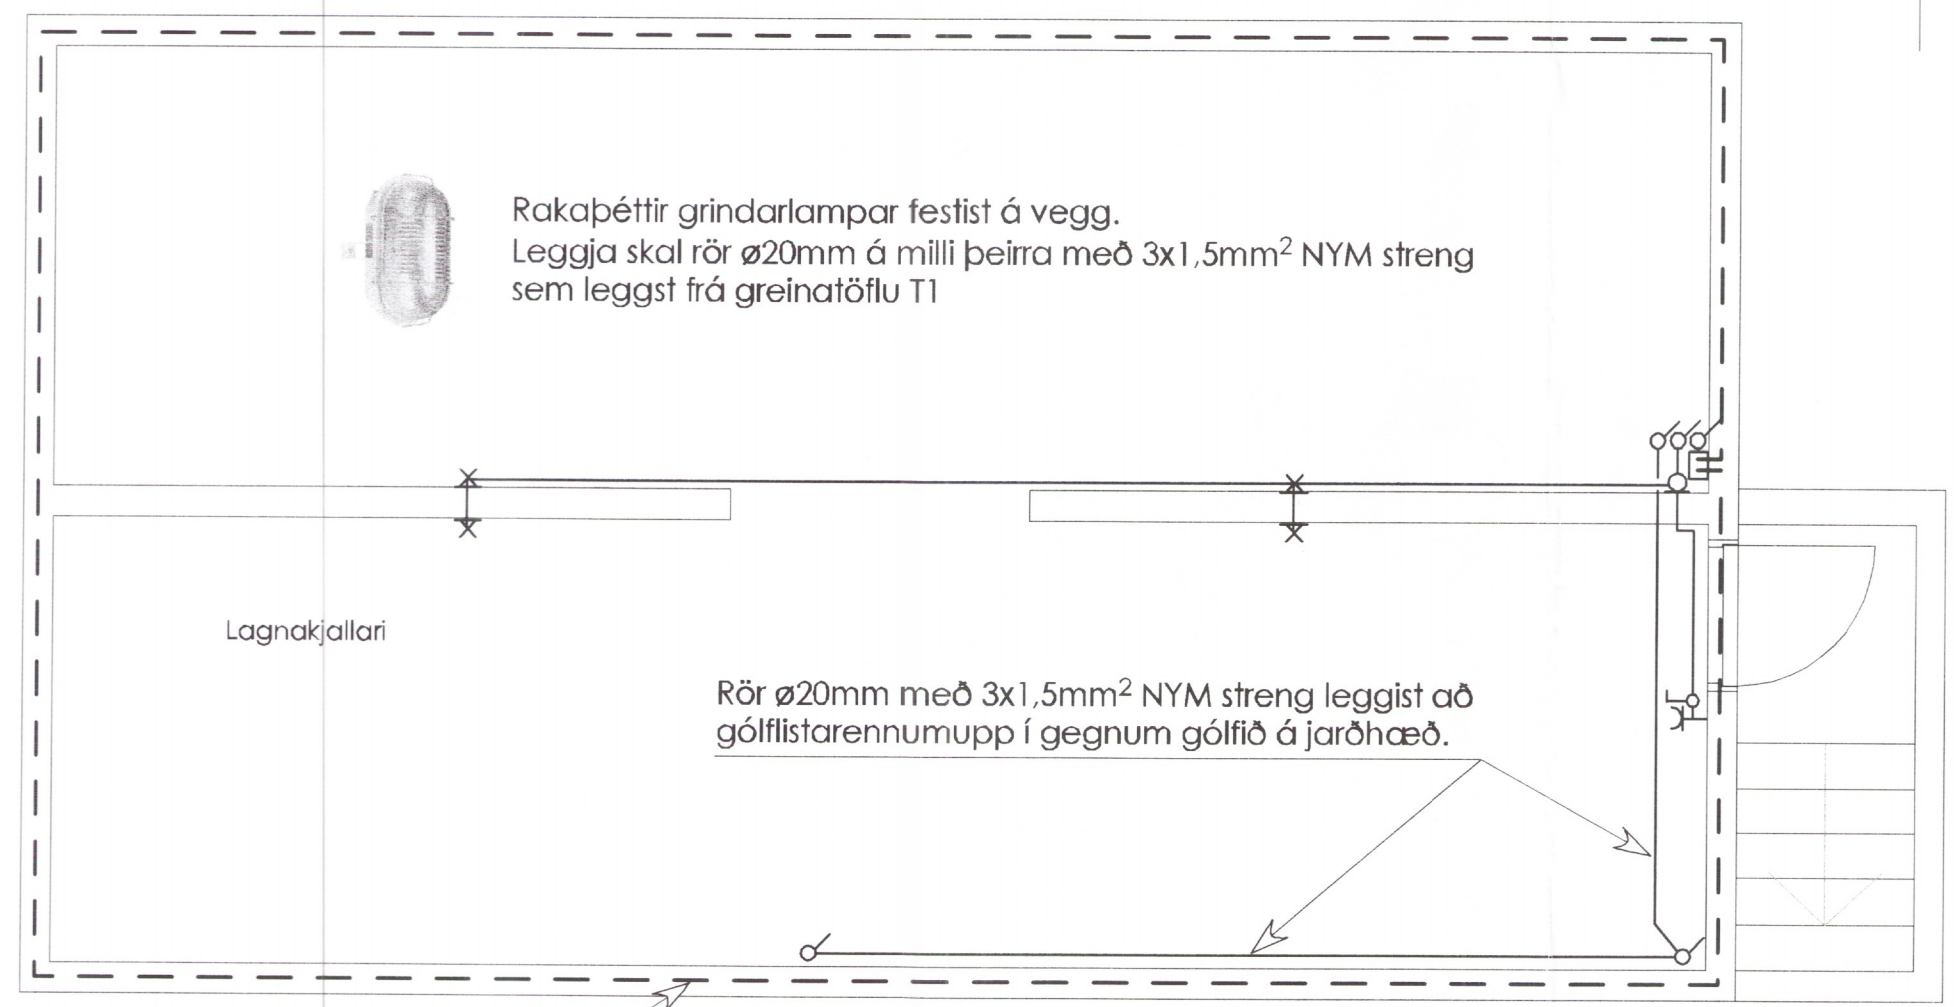 Rakaþéttir grindarlampar festist á vegg.
Leggja skal rör ø20mm á milli þeirra með 3x1,5mm² NYM streng
sem leggst frá greinatöflu T1
Lagnakjallari
Rör ø20mm með 3x1,5mm² NYM streng leggist að
gólflistarennumupp í gegnum gólfið á jarðhæð.